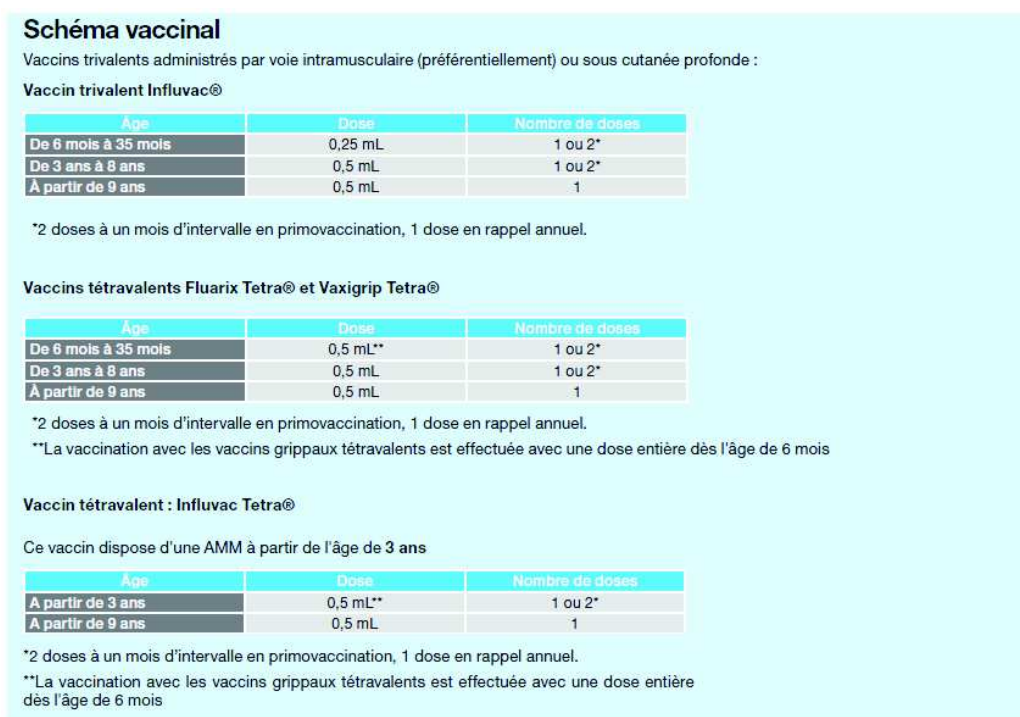 Schéma vaccinal
Vaccins trivalents administrés par voie intramusculaire (préférentiellement) ou sous cutanée profonde :
Vaccin trivalent Influvac®
Âge Dose Nombre de doses
De 6 mois à 35 mois 0,25 mL 1 ou 2*
De 3 ans à 8 ans 0,5 mL 1 ou 2*
À partir de 9 ans 0,5 mL 1
*2 doses à un mois d'intervalle en primovaccination, 1 dose en rappel annuel.
Vaccins tétravalents Fluarix Tetra® et Vaxigrip Tetra®
Âge Dose Nombre de doses
De 6 mois à 35 mois 0,5 mL** 1 ou 2*
De 3 ans à 8 ans 0,5 mL 1 ou 2*
À partir de 9 ans 0,5 mL 1
*2 doses à un mois d'intervalle en primovaccination, 1 dose en rappel annuel.
**La vaccination avec les vaccins grippaux tétravalents est effectuée avec une dose entière dès l'âge de 6 mois
Vaccin tétravalent : Influvac Tetra®
Ce vaccin dispose d'une AMM à partir de l'âge de 3 ans
Âge Dose Nombre de doses
A partir de 3 ans 0,5 mL** 1 ou 2*
A partir de 9 ans 0,5 mL 1
*2 doses à un mois d'intervalle en primovaccination, 1 dose en rappel annuel.
**La vaccination avec les vaccins grippaux tétravalents est effectuée avec une dose entière
dès l'âge de 6 mois